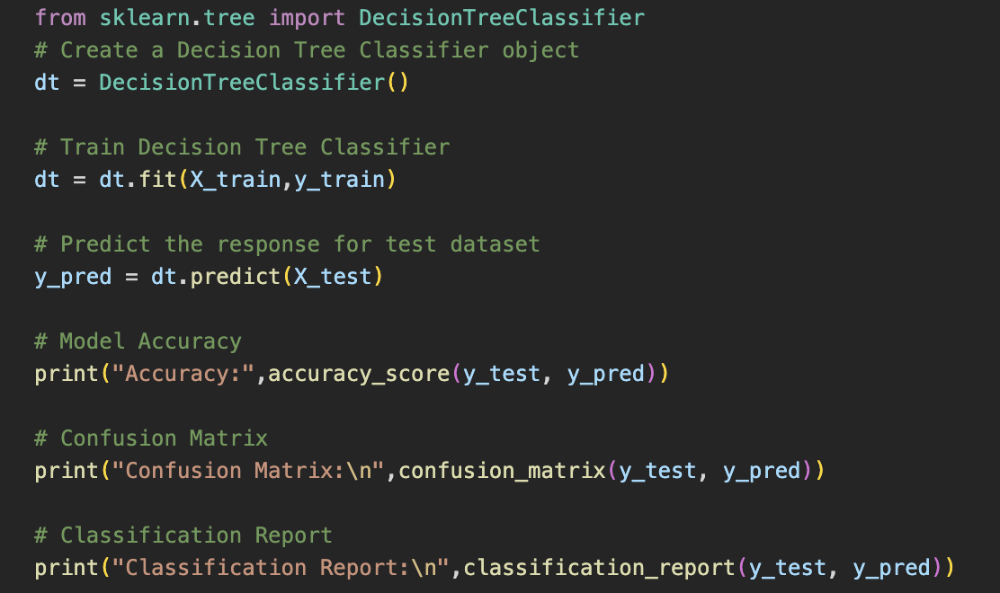 from sklearn.tree import DecisionTreeClassifier
# Create a Decision Tree Classifier object
dt = DecisionTreeClassifier()
# Train Decision Tree Classifier
dt = dt.fit(X_train,y_train)
# Predict the response for test dataset
y_pred = dt.predict(X_test)
# Model Accuracy
print("Accuracy:",accuracy_score(y_test, y_pred))
# Confusion Matrix
print("Confusion Matrix:\n",confusion_matrix(y_test, y_pred))
# Classification Report
print("Classification Report:\n",classification_report(y_test, y_pred))